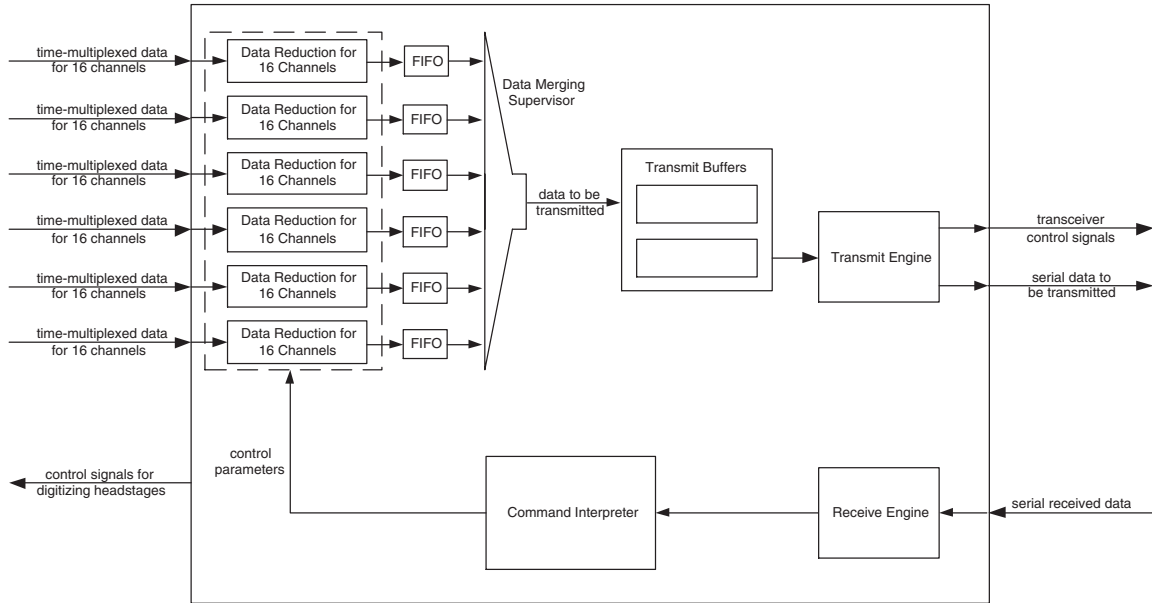 time-multiplexed data
for 16 channels
Data Reduction for
16 Channels
FIFO
Data Merging
Supervisor
time-multiplexed data
for 16 channels
Data Reduction for
16 Channels
FIFO
time-multiplexed data
for 16 channels
Data Reduction for
16 Channels
FIFO
time-multiplexed data
for 16 channels
Data Reduction for
16 Channels
FIFO
time-multiplexed data
for 16 channels
Data Reduction for
16 Channels
FIFO
time-multiplexed data
for 16 channels
Data Reduction for
16 Channels
FIFO
data to be
transmitted
Transmit Buffers
Transmit Engine
transceiver
control signals
serial data to
be transmitted
control
parameters
control signals for
digitizing headstages
Command Interpreter
Receive Engine
serial received data